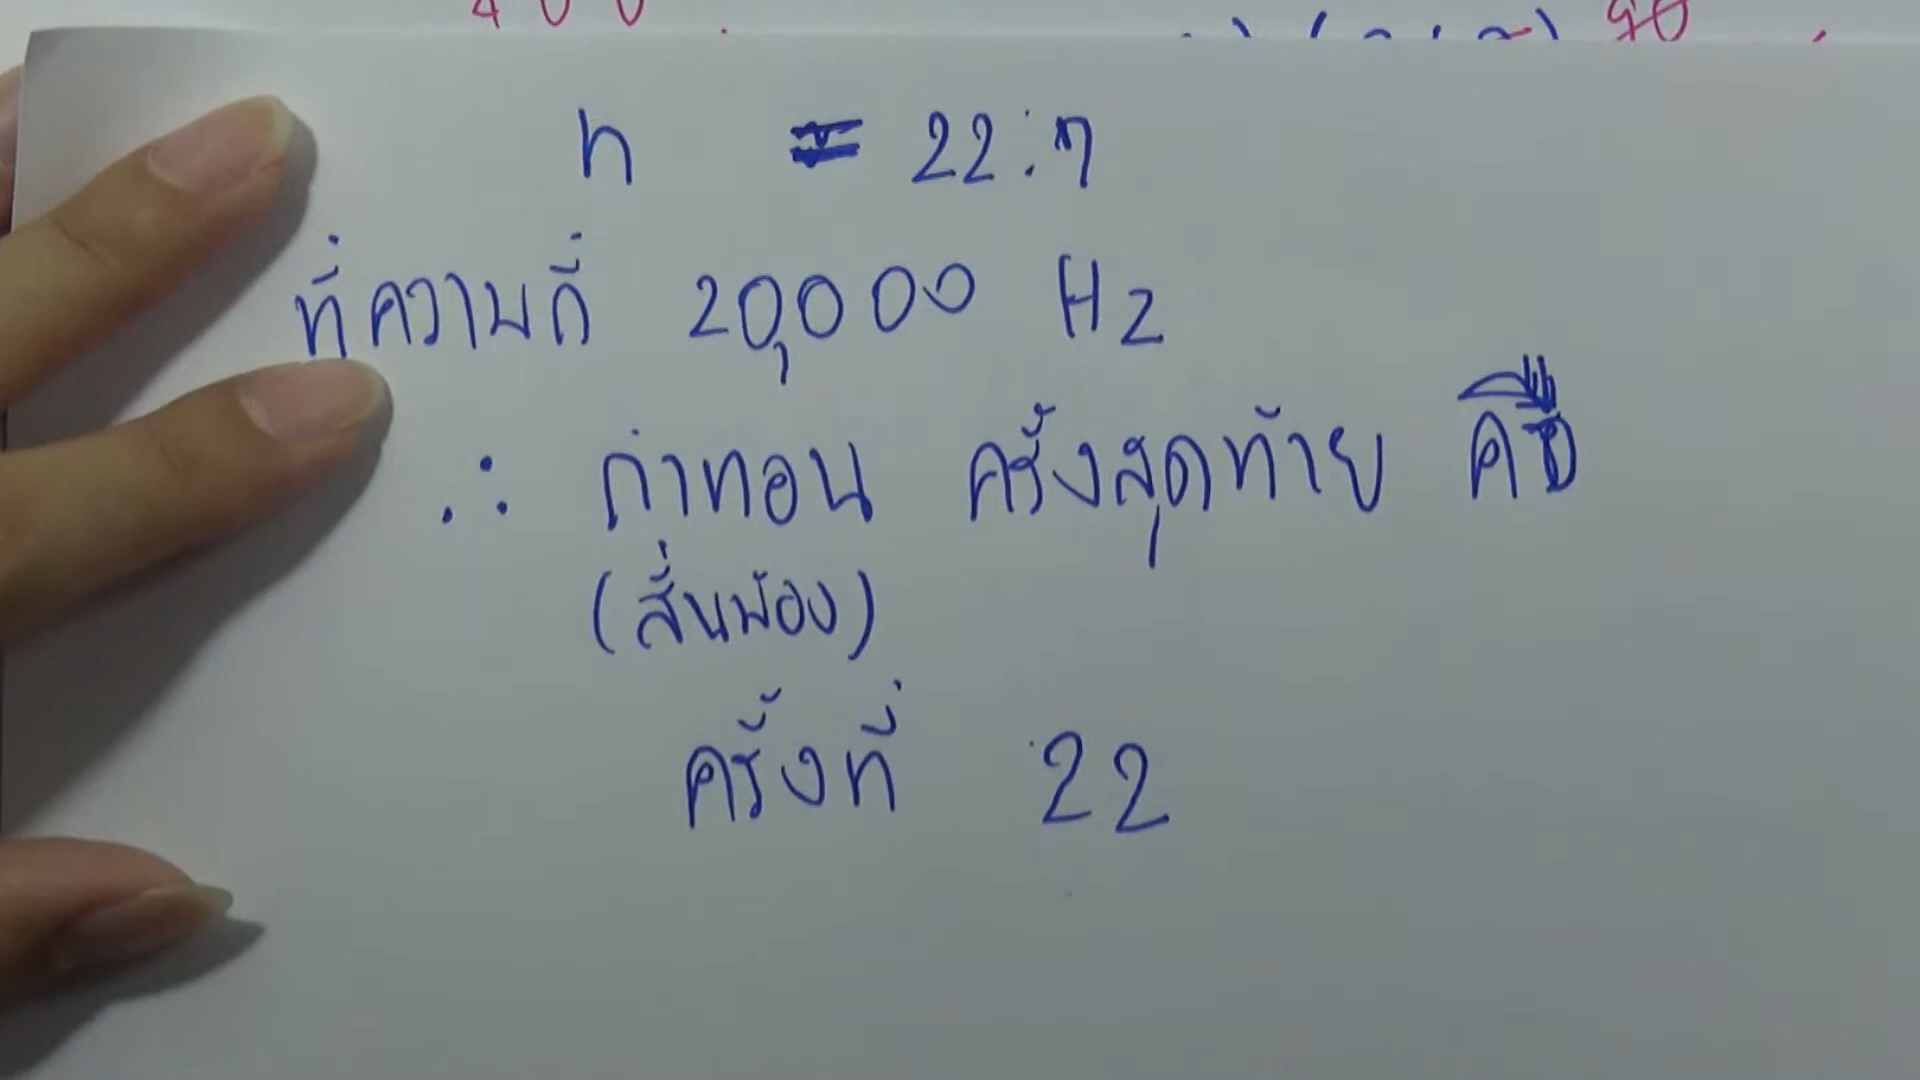 n = 22.7
ที่ความถี่ 20,000 Hz
∴ กำทอน ครั้งสุดท้าย คือ
(สั่นพ้อง)
ครั้งที่ 22